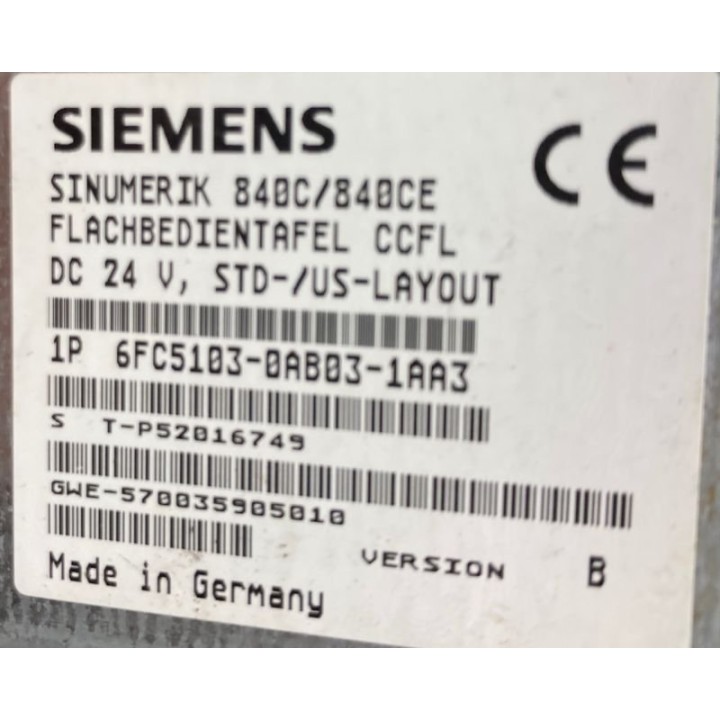 SIEMENS
CE
SINUMERIK 840C/840CE
FLACHBEDIENTAFEL CCFL
DC 24 V, STD-/US-LAYOUT
1P 6FC5103-0AB03-1AA3
S T-P52016749
GWE-570035905010
VERSION B
Made in Germany